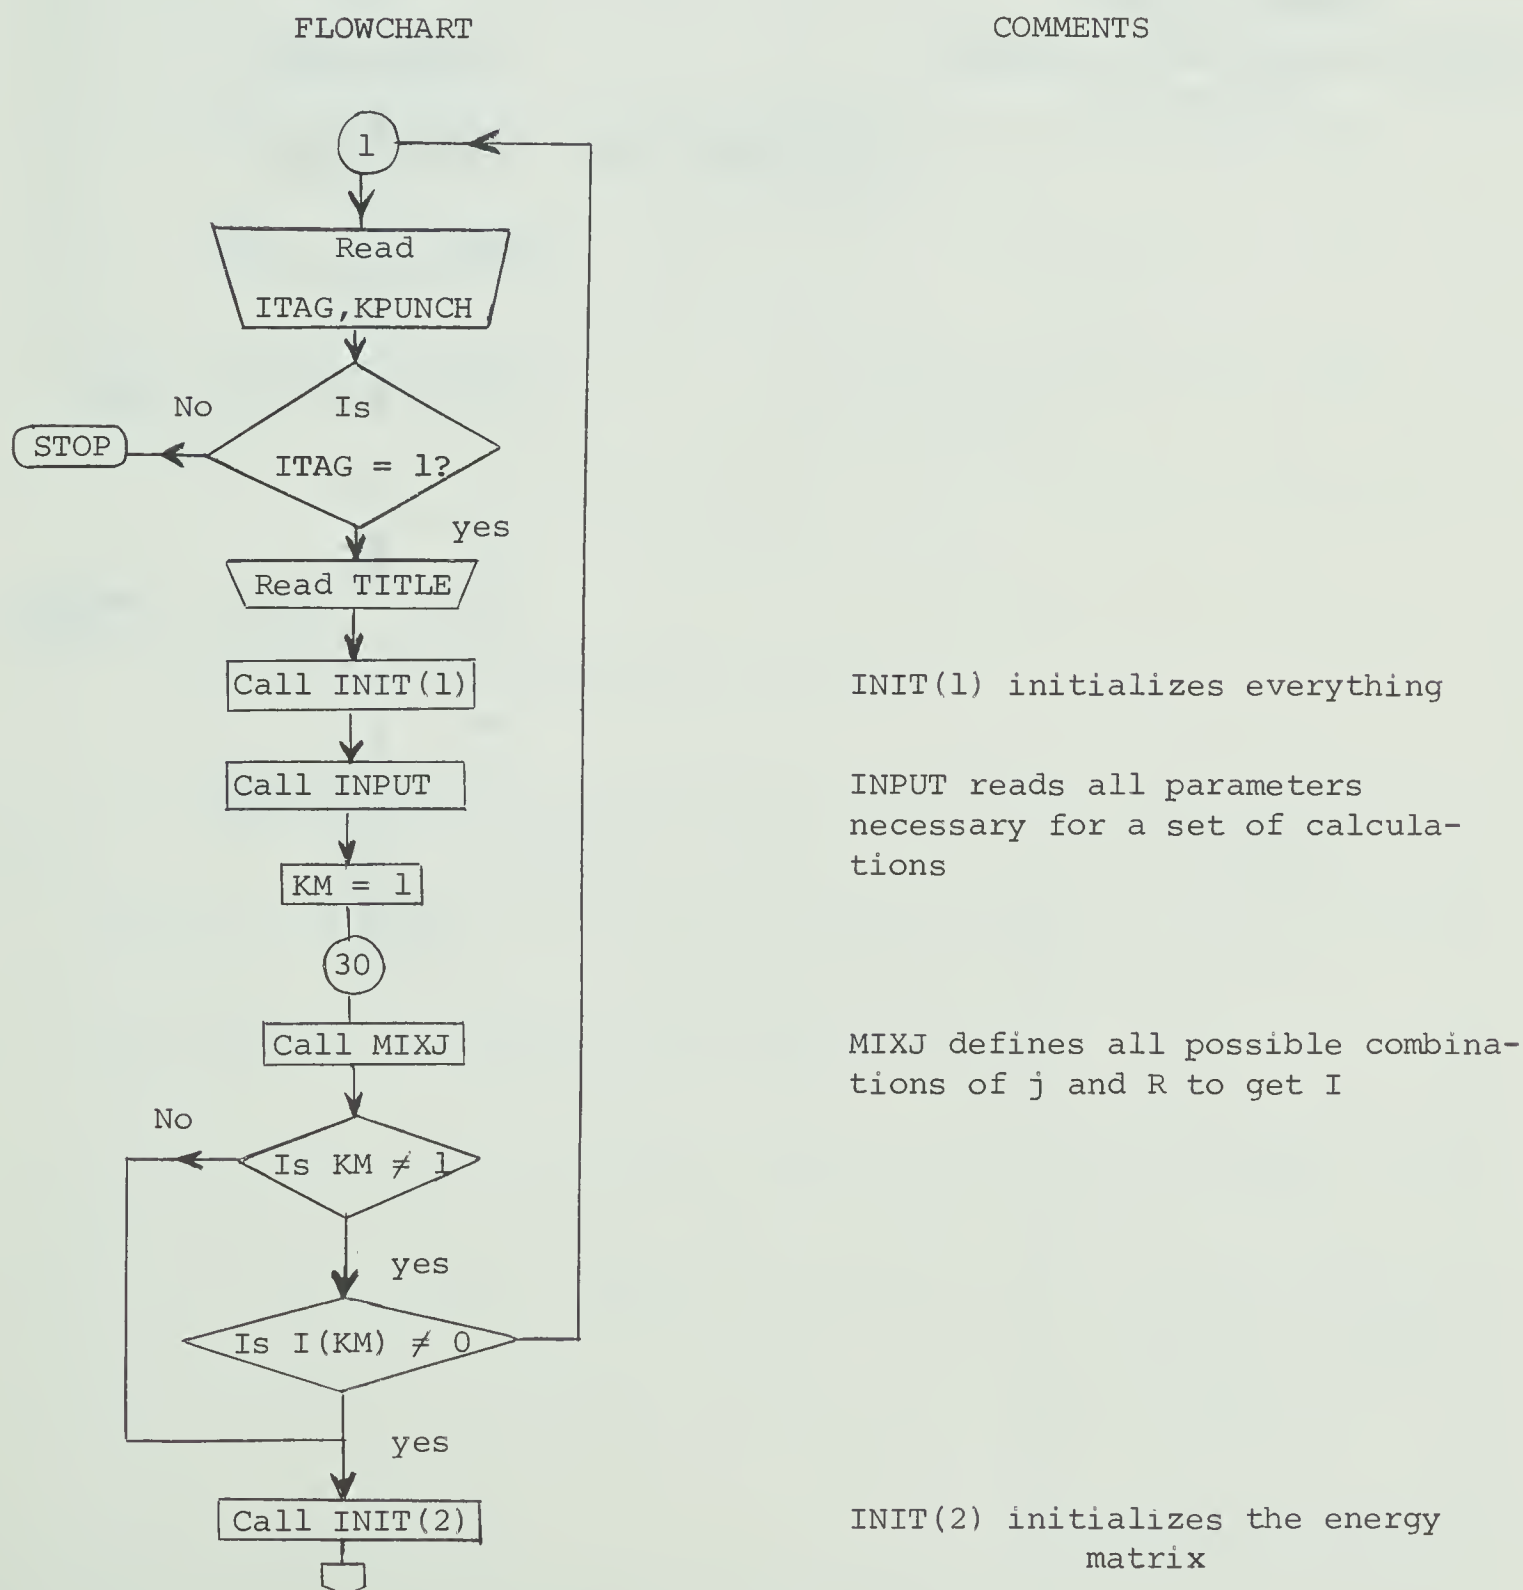 FLOWCHART
COMMENTS
1
Read
ITAG,KPUNCH
No
Is
STOP
ITAG = 1?
yes
Read TITLE
Call INIT(1)
INIT(1) initializes everything
Call INPUT
INPUT reads all parameters
necessary for a set of calcula-
tions
KM = 1
30
Call MIXJ
MIXJ defines all possible combina-
tions of j and R to get I
No
Is KM ≠ 1
yes
Is I(KM) ≠ 0
yes
Call INIT(2)
INIT(2) initializes the energy
matrix